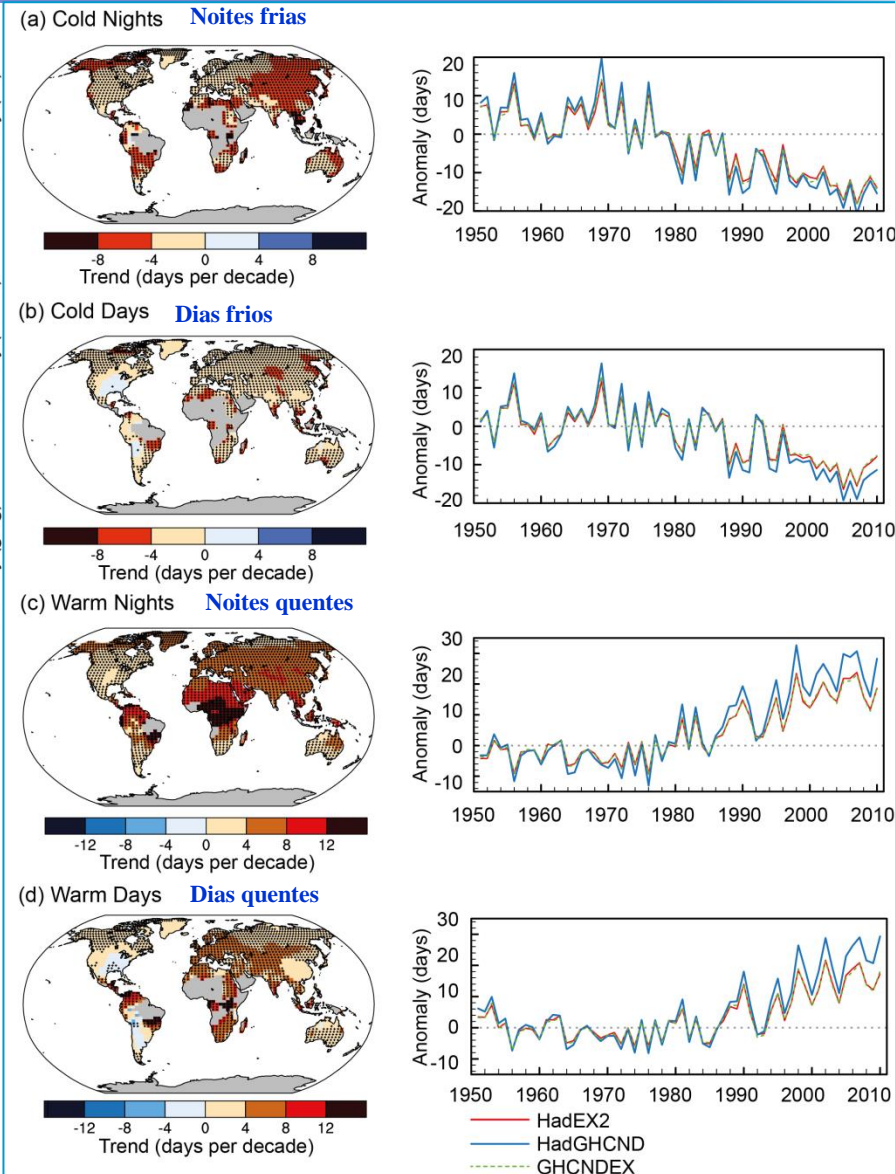 (a) Cold Nights Noites frias
20
10
0
-10
-20
Anomaly (days)
1950 1960 1970 1980 1990 2000 2010
-8 -4 0 4 8
Trend (days per decade)
(b) Cold Days Dias frios
20
10
0
-10
-20
Anomaly (days)
1950 1960 1970 1980 1990 2000 2010
-8 -4 0 4 8
Trend (days per decade)
(c) Warm Nights Noites quentes
30
20
10
0
-10
Anomaly (days)
1950 1960 1970 1980 1990 2000 2010
-12 -8 -4 0 4 8 12
Trend (days per decade)
(d) Warm Days Dias quentes
30
20
10
0
-10
Anomaly (days)
1950 1960 1970 1980 1990 2000 2010
-12 -8 -4 0 4 8 12
Trend (days per decade)
HadEX2
HadGHCND
GHCNDEX